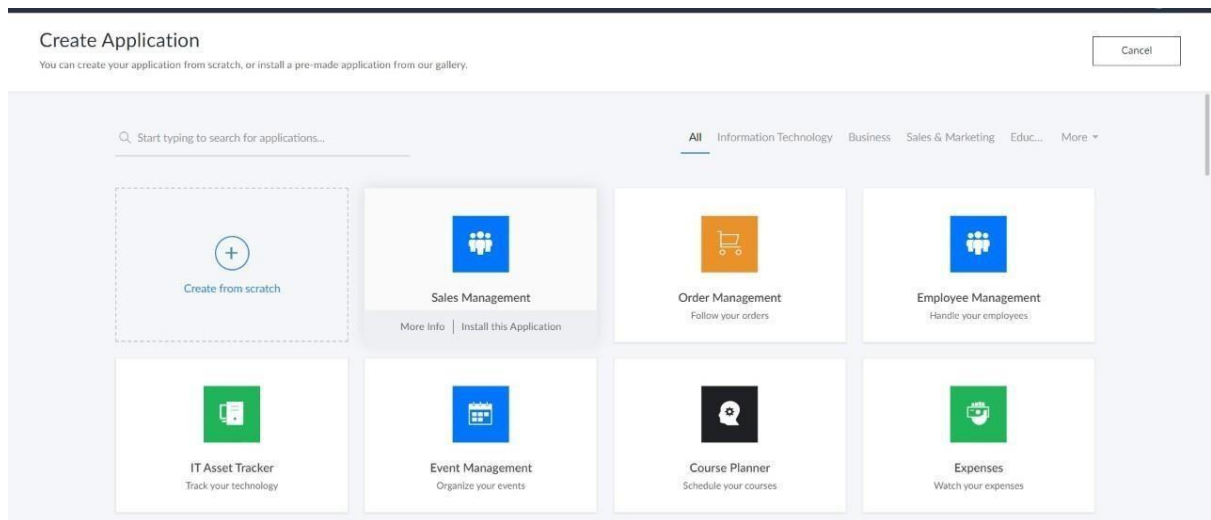 Create Application
You can create your application from scratch, or install a pre-made application from our gallery.
Cancel
Start typing to search for applications...
All Information Technology Business Sales & Marketing Educ... More
Create from scratch
Sales Management
More Info | Install this Application
Order Management
Follow your orders
Employee Management
Handle your employees
IT Asset Tracker
Track your technology
Event Management
Organize your events
Course Planner
Schedule your courses
Expenses
Watch your expenses